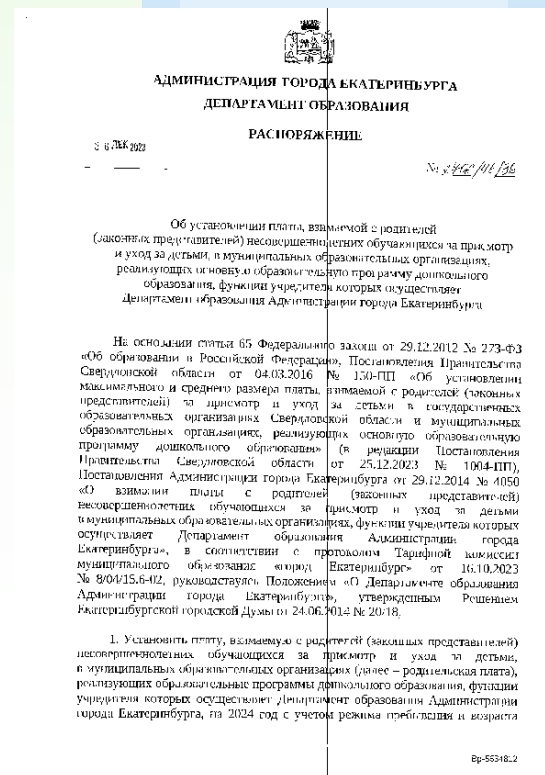 АДМИНИСТРАЦИЯ ГОРОДА ЕКАТЕРИНБУРГА
ДЕПАРТАМЕНТ ОБРАЗОВАНИЯ
РАСПОРЯЖЕНИЕ
ДЕК 2023
№ /46/36
Об установлении платы, взимаемой с родителей
(законных представителей) несовершеннолетних обучающихся за присмотр
и уход за детьми, в муниципальных образовательных организациях,
реализующих основную образовательную программу дошкольного
образования, функции учредителя которых осуществляет
Департамент образования Администрации города Екатеринбурга
На основании статьи 65 Федерального закона от 29.12.2012 № 273-ФЗ
«Об образовании в Российской Федерации», Постановления Правительства
Свердловской области от 04.03.2016 № 150-ПП «Об установлении
максимального и среднего размера платы, взимаемой с родителей (законных
представителей) за присмотр и уход за детьми в государственных
образовательных организациях Свердловской области и муниципальных
образовательных организациях, реализующих основную образовательную
программу дошкольного образования» (в редакции Постановления
Правительства Свердловской области от 25.12.2023 № 1004-ПП),
Постановления Администрации города Екатеринбурга от 29.12.2014 № 4050
«О взимании платы с родителей (законных представителей)
несовершеннолетних обучающихся за присмотр и уход за детьми
в муниципальных образовательных организациях, функции учредителя которых
осуществляет Департамент образования Администрации города
Екатеринбурга», в соответствии с протоколом Тарифной комиссии
муниципального образования «город Екатеринбург» от 16.10.2023
№ 8/04/15.6-02, руководствуясь Положением «О Департаменте образования
Администрации города Екатеринбурга», утвержденным Решением
Екатеринбургской городской Думы от 24.06.2014 № 20/18,
1. Установить плату, взимаемую с родителей (законных представителей)
несовершеннолетних обучающихся за присмотр и уход за детьми,
в муниципальных образовательных организациях (далее – родительская плата),
реализующих образовательные программы дошкольного образования, функции
учредителя которых осуществляет Департамент образования Администрации
города Екатеринбурга, на 2024 год с учетом режима пребывания и возраста
Вр-5534812